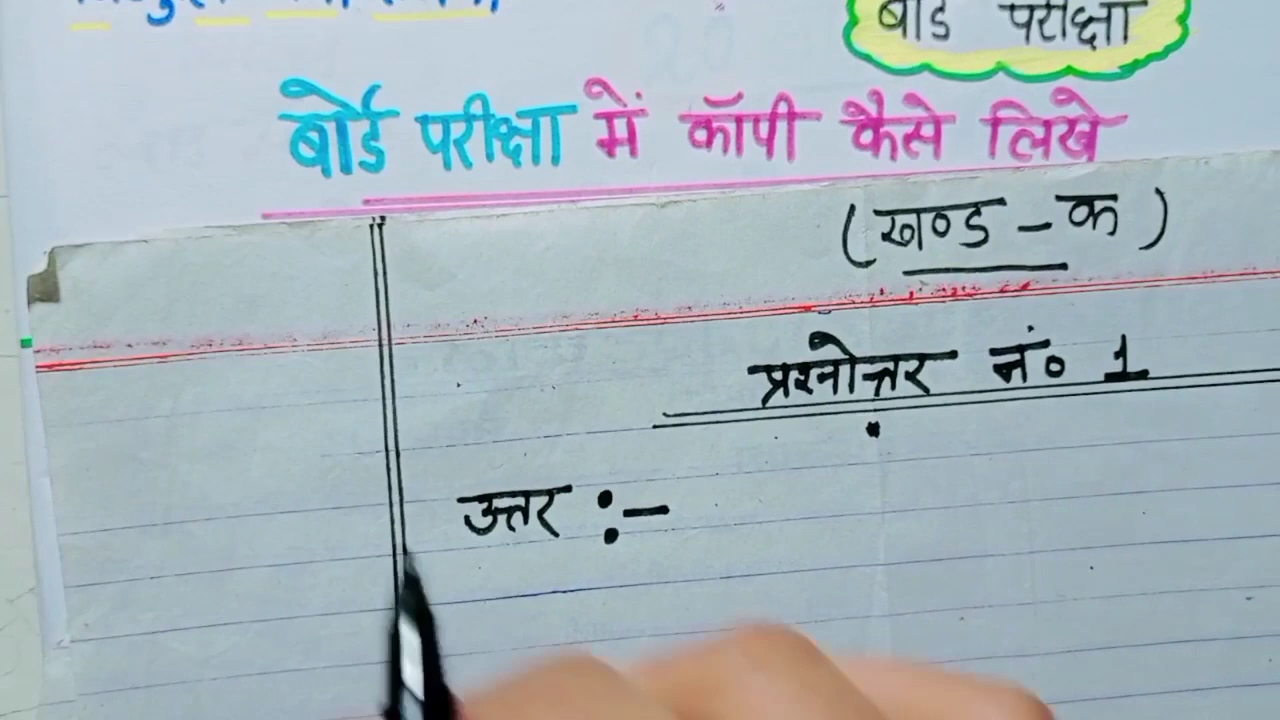 बोर्ड परीक्षा
बोर्ड परीक्षा में कॉपी कैसे लिखे
(खण्ड - क)
प्रश्नोत्तर नं० 1
उत्तर :-